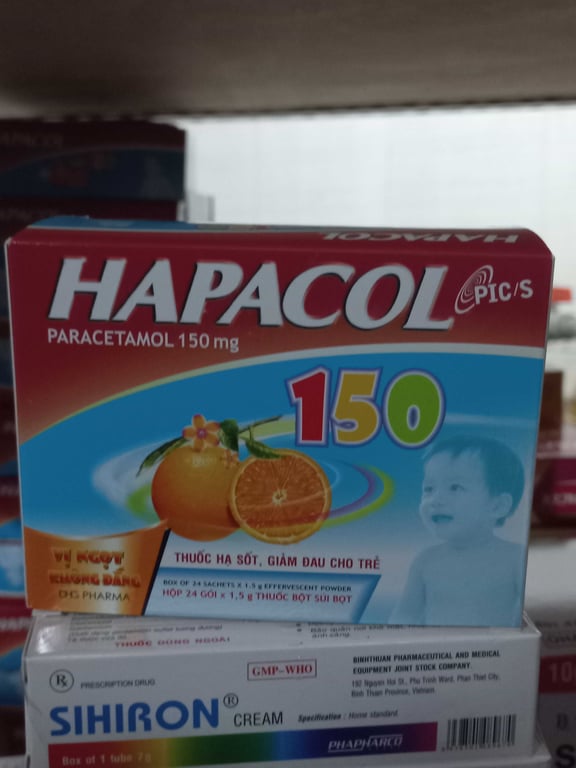 HAPACOL
HAPACOL
HAPACOL
PIC/S
PARACETAMOL 150 mg
150
VỊ NGỌT
KHÔNG ĐẮNG
DHG PHARMA
THUỐC HẠ SỐT, GIẢM ĐAU CHO TRẺ
BOX OF 24 SACHETS X 1.5 g EFFERVESCENT POWDER
HỘP 24 GÓI x 1,5 g THUỐC BỘT SỦI BỌT
THUỐC DÙNG NGOÀI
Rx
PRESCRIPTION DRUG
GMP-WHO
BINHTHUAN PHARMACEUTICAL AND MEDICAL
EQUIPMENT JOINT STOCK COMPANY.
192 Nguyen Hoi St., Phu Trinh Ward, Phan Thiet City,
Binh Thuan Province, Vietnam.
SIHIRON® CREAM
Specification : Home standard.
Box of 1 tube 7g
PHAPHARCO
10